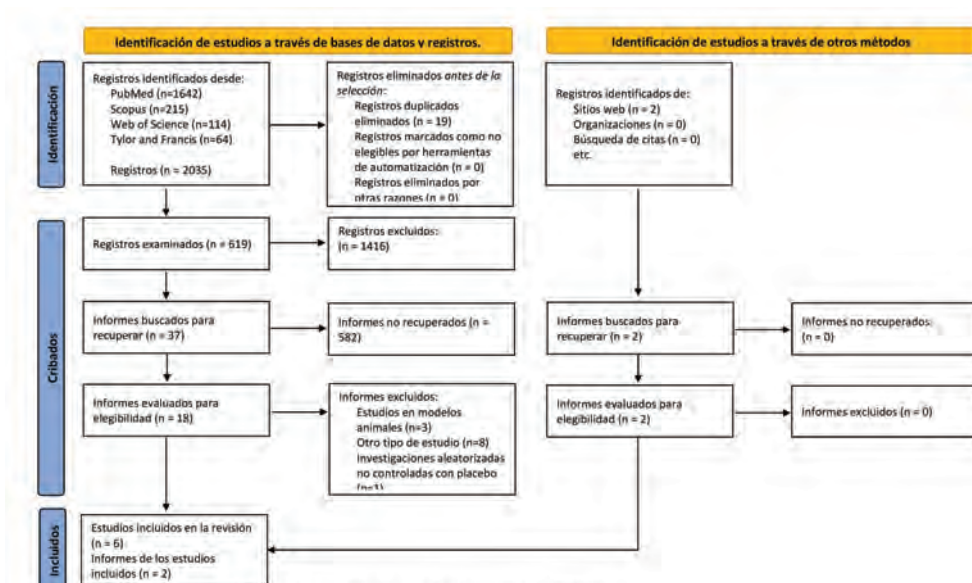 Identificación de estudios a través de bases de datos y registros.
Identificación de estudios a través de otros métodos
Identificación
Registros identificados desde:
PubMed (n=1642)
Scopus (n=215)
Web of Science (n=114)
Tylor and Francis (n=64)
Registros (n = 2035)
Registros eliminados antes de la
selección:
Registros duplicados
eliminados (n = 19)
Registros marcados como no
elegibles por herramientas
de automatización (n = 0)
Registros eliminados por
otras razones (n = 0)
Registros identificados de:
Sitios web (n = 2)
Organizaciones (n = 0)
Búsqueda de citas (n = 0)
etc.
Cribados
Registros examinados (n = 619)
Registros excluidos:
(n = 1416)
Informes buscados para
recuperar (n = 37)
Informes no recuperados (n =
582)
Informes buscados para
recuperar (n = 2)
Informes no recuperados:
(n = 0)
Informes evaluados para
elegibilidad (n = 18)
Informes excluidos:
Estudios en modelos
animales (n=3)
Otro tipo de estudio (n=8)
Investigaciones aleatorizadas
no controladas con placebo
(n=1)
Informes evaluados para
elegibilidad (n = 2)
Informes excluidos (n = 0)
Incluidos
Estudios incluidos en la revisión
(n = 6)
Informes de los estudios
incluidos (n = 2)